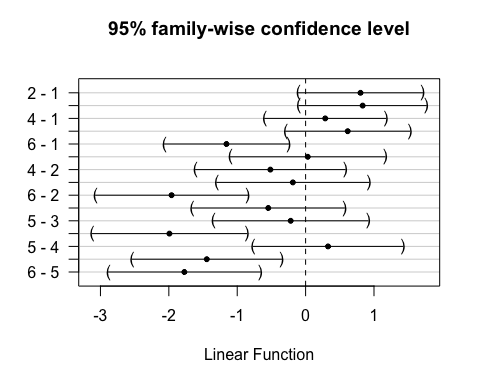 95% family-wise confidence level
2 - 1
4 - 1
6 - 1
4 - 2
6 - 2
5 - 3
5 - 4
6 - 5
-3 -2 -1 0 1
Linear Function